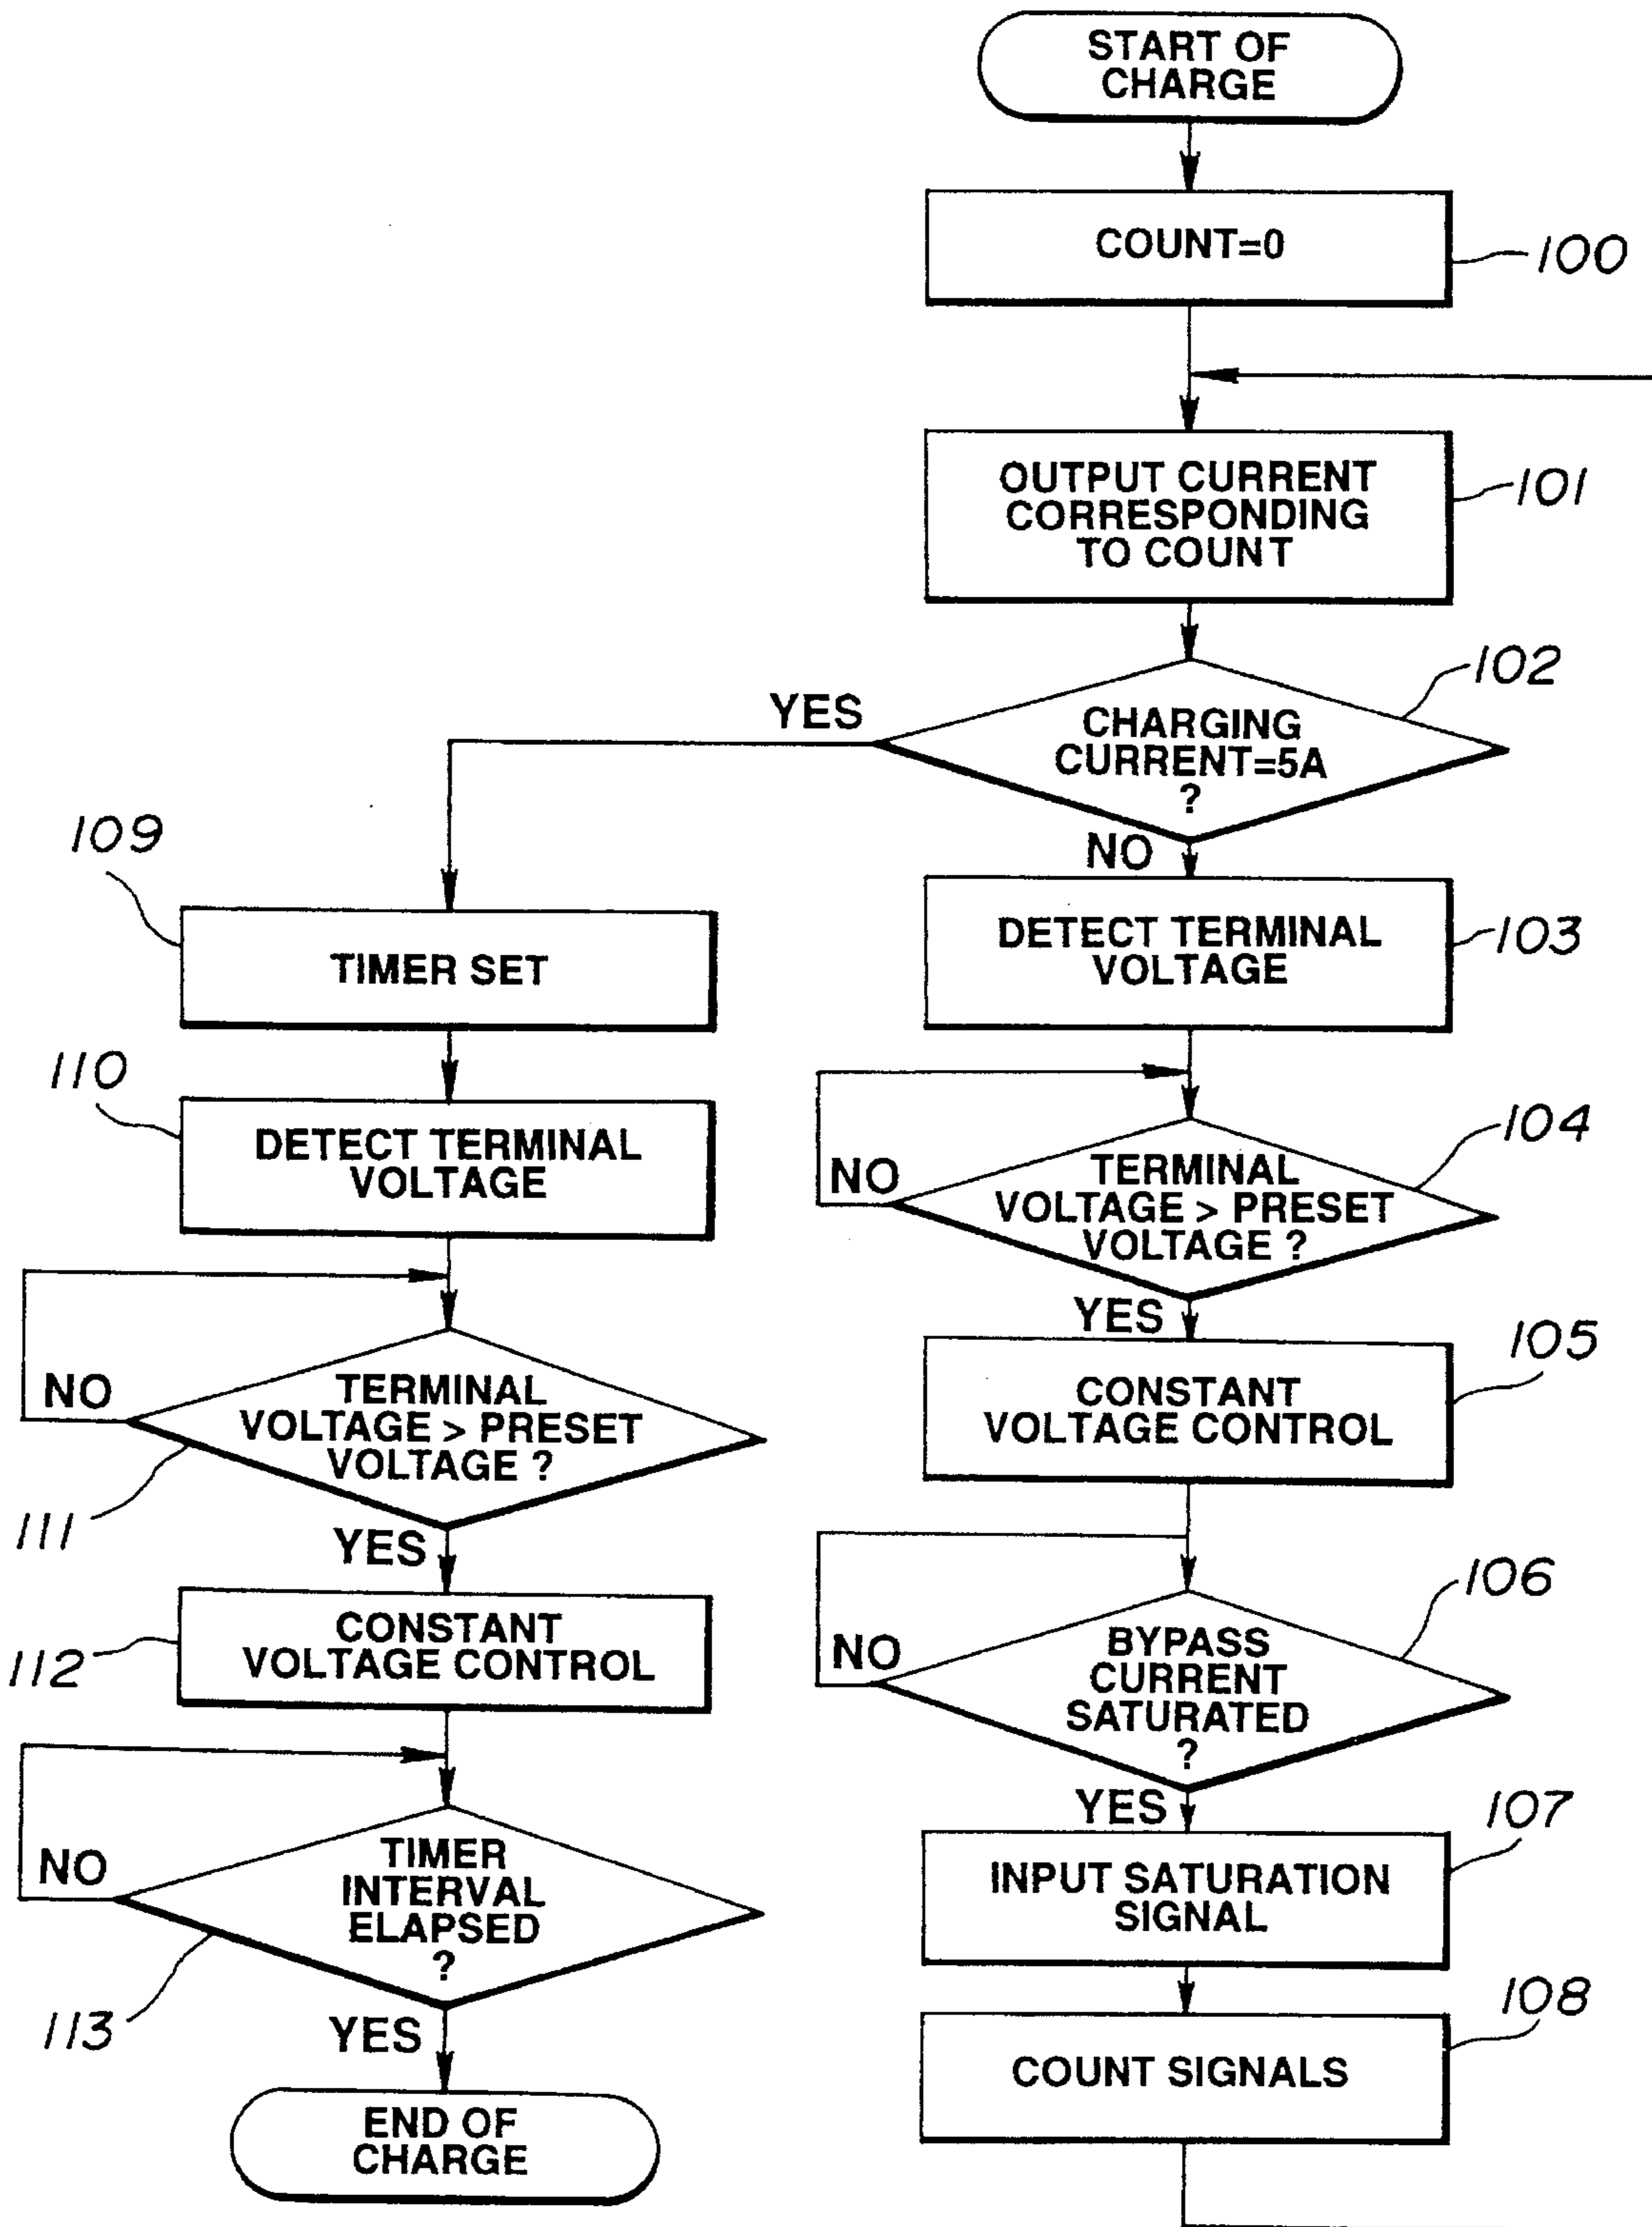 START OF
CHARGE
COUNT=0
100
OUTPUT CURRENT
CORRESPONDING
TO COUNT
101
102
CHARGING
CURRENT=5A
?
YES
NO
103
DETECT TERMINAL
VOLTAGE
104
TERMINAL
VOLTAGE > PRESET
VOLTAGE ?
NO
YES
105
CONSTANT
VOLTAGE CONTROL
106
BYPASS
CURRENT
SATURATED
?
NO
YES
107
INPUT SATURATION
SIGNAL
108
COUNT SIGNALS
109
TIMER SET
110
DETECT TERMINAL
VOLTAGE
TERMINAL
VOLTAGE > PRESET
VOLTAGE ?
NO
111
YES
CONSTANT
VOLTAGE CONTROL
112
TIMER
INTERVAL
ELAPSED
?
NO
113
YES
END OF
CHARGE